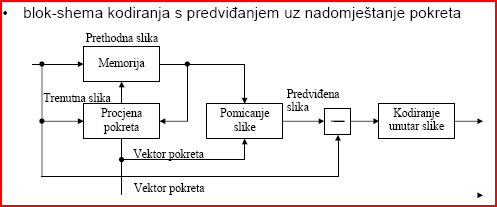 • blok-shema kodiranja s predviđanjem uz nadomještanje pokreta
Prethodna slika
Memorija
Trenutna slika
Procjena
pokreta
Pomicanje
slike
Predviđena
slika
—
Kodiranje
unutar slike
Vektor pokreta
Vektor pokreta